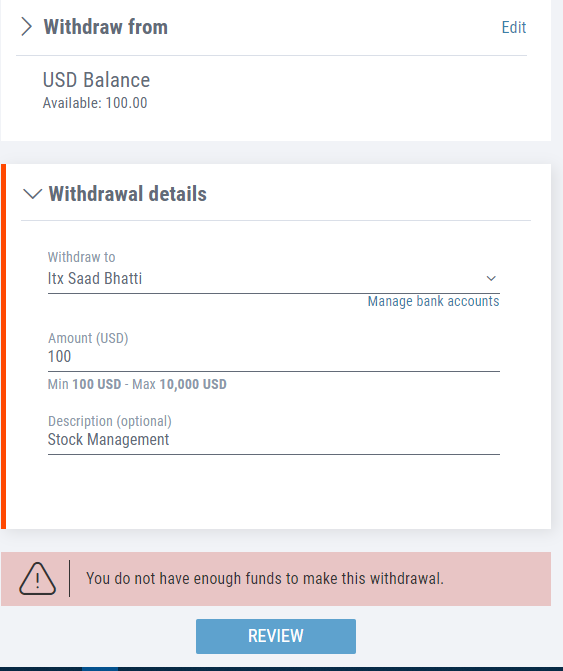 Withdraw from
Edit
USD Balance
Available: 100.00
Withdrawal details
Withdraw to
Itx Saad Bhatti
Manage bank accounts
Amount (USD)
100
Min 100 USD - Max 10,000 USD
Description (optional)
Stock Management
You do not have enough funds to make this withdrawal.
REVIEW